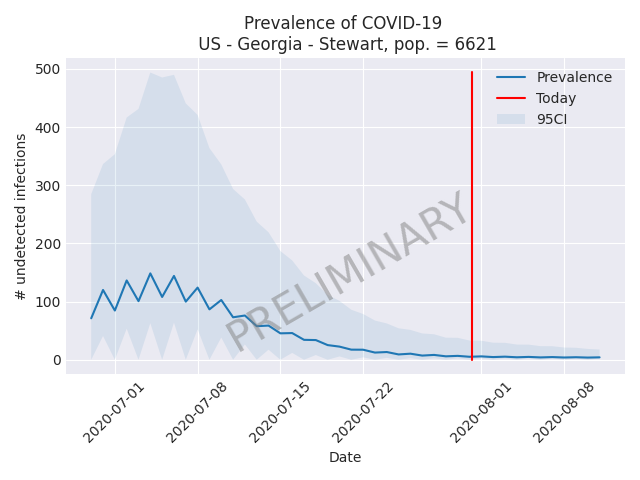 Prevalence of COVID-19
US - Georgia - Stewart, pop. = 6621
500
400
300
200
100
0
# undetected infections
Prevalence
Today
95CI
PRELIMINARY
2020-07-01
2020-07-08
2020-07-15
2020-07-22
2020-08-01
2020-08-08
Date